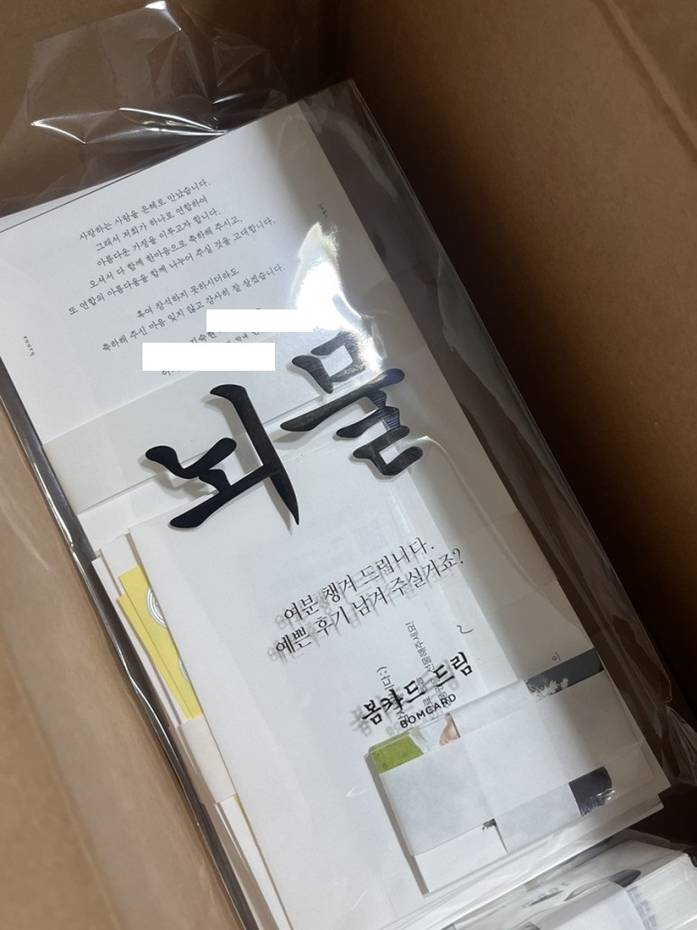 사랑하는 사람을 은혜로 만났습니다.
그래서 저희가 하나로 연합하여
아름다운 가정을 이루고자 합니다.
오셔서 다 함께 한마음으로 축하해 주시고,
또 연합의 아름다움을 함께 나누어 주실 것을 고대합니다.
혹여 참석하지 못하시더라도
축하해 주신 마음 잊지 않고 감사히 잘 살겠습니다.
뇌물
여분 챙겨 드립니다.
예쁜 후기 남겨 주실거죠?
봄카드 드림
BOMCARD